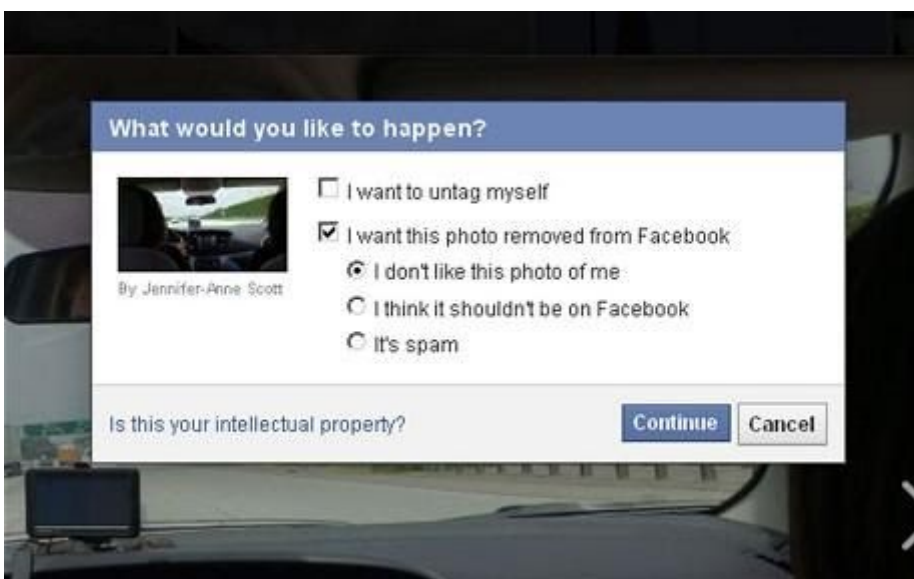 What would you like to happen?
I want to untag myself
I want this photo removed from Facebook
I don't like this photo of me
By Jennifer-Anne Scott
I think it shouldn't be on Facebook
It's spam
Is this your intellectual property?
Continue
Cancel